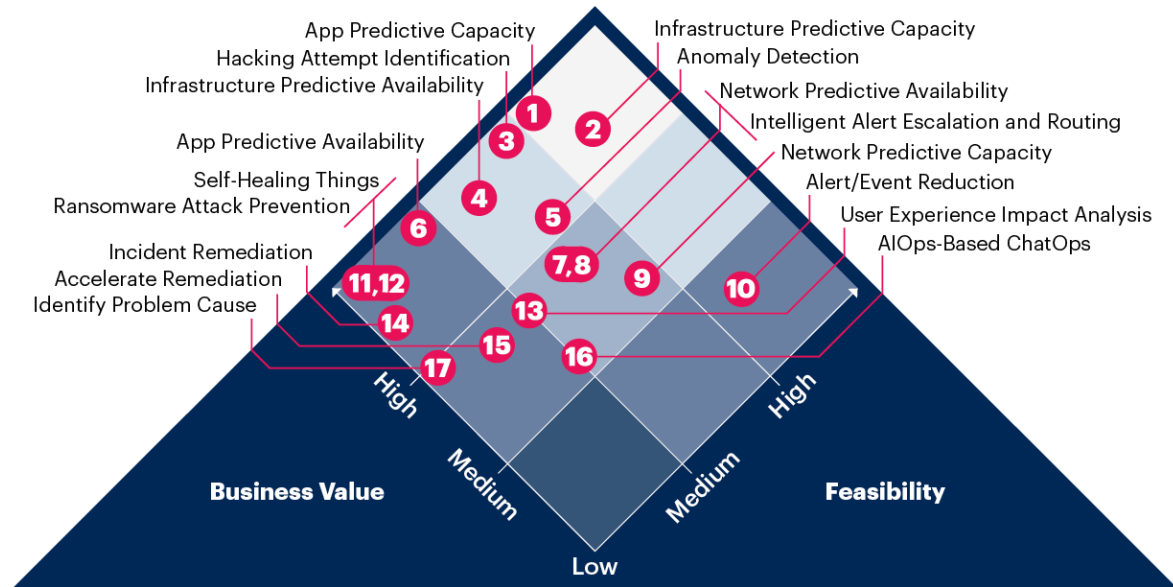 App Predictive Capacity
Hacking Attempt Identification
Infrastructure Predictive Availability
App Predictive Availability
Self-Healing Things
Ransomware Attack Prevention
Incident Remediation
Accelerate Remediation
Identify Problem Cause
Infrastructure Predictive Capacity
Anomaly Detection
Network Predictive Availability
Intelligent Alert Escalation and Routing
Network Predictive Capacity
Alert/Event Reduction
User Experience Impact Analysis
AIOps-Based ChatOps
1
2
3
4
5
6
7,8
9
10
11,12
13
14
15
16
17
High
Medium
Low
Medium
High
Business Value
Feasibility